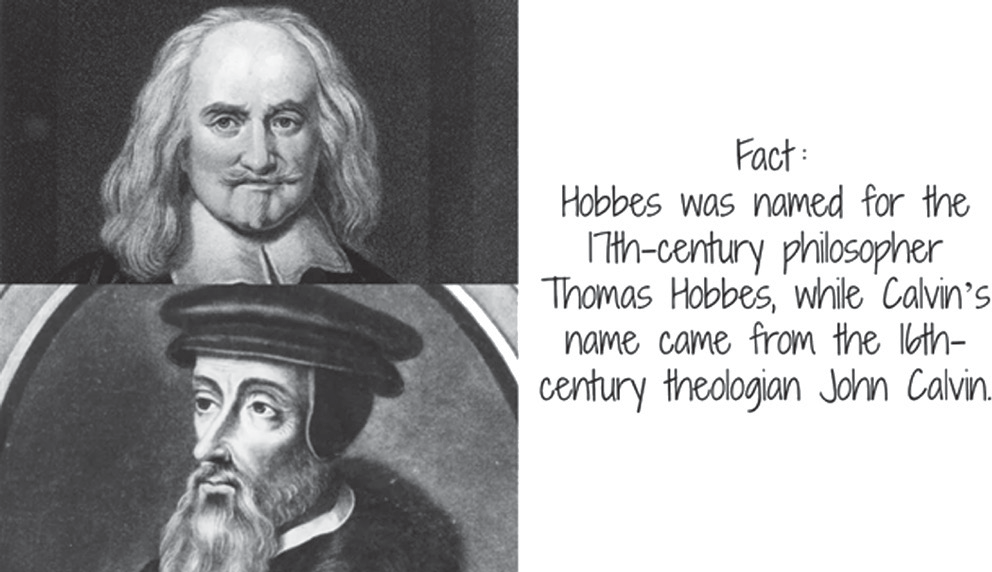 Fact:
Hobbes was named for the
17th-century philosopher
Thomas Hobbes, while Calvin's
name came from the 16th-
century theologian John Calvin.